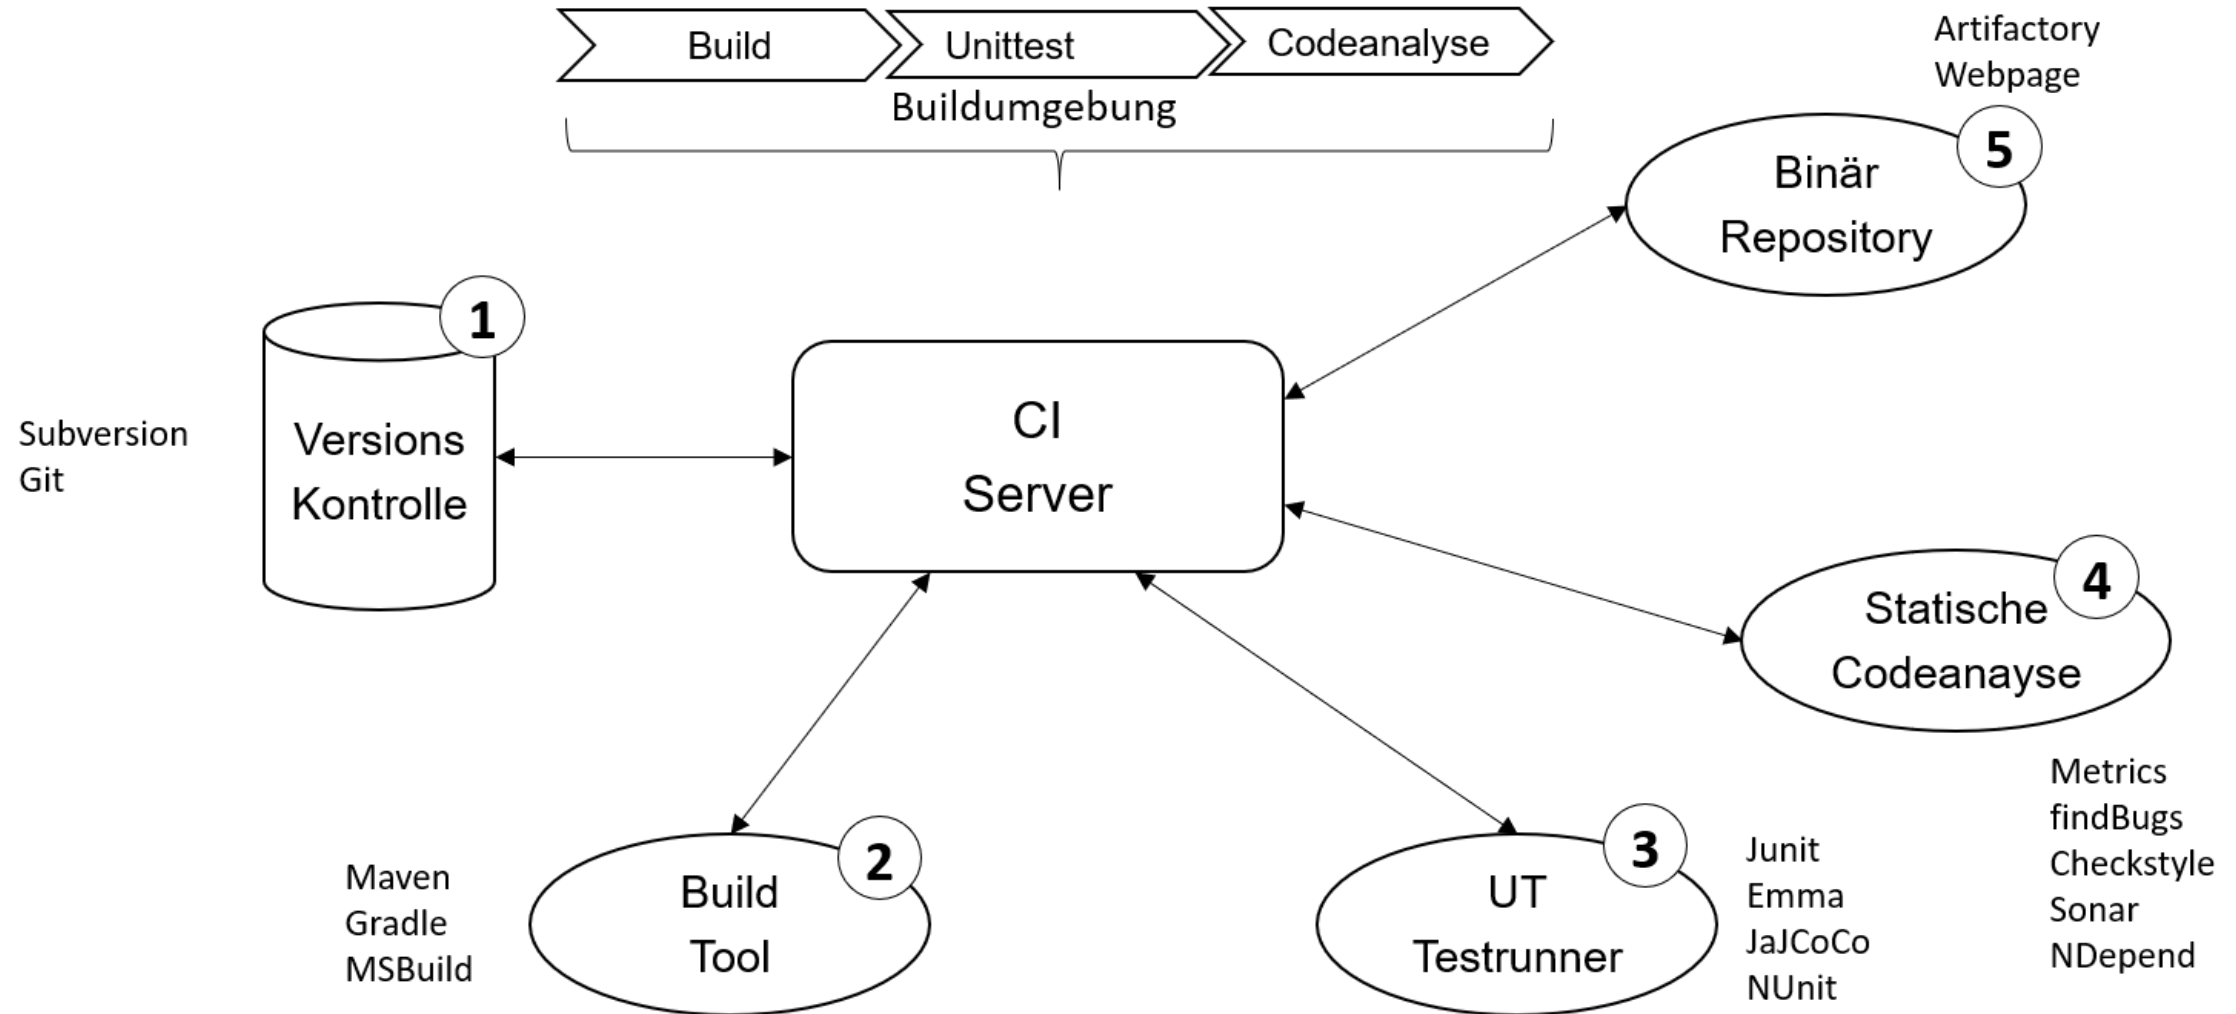 Build
Unittest
Codeanalyse
Buildumgebung
Artifactory
Webpage
5
Binär
Repository
1
Versions
Kontrolle
Subversion
Git
CI
Server
4
Statische
Codeanayse
Metrics
findBugs
Checkstyle
Sonar
NDepend
2
Build
Tool
Maven
Gradle
MSBuild
3
UT
Testrunner
Junit
Emma
JaJCoCo
NUnit